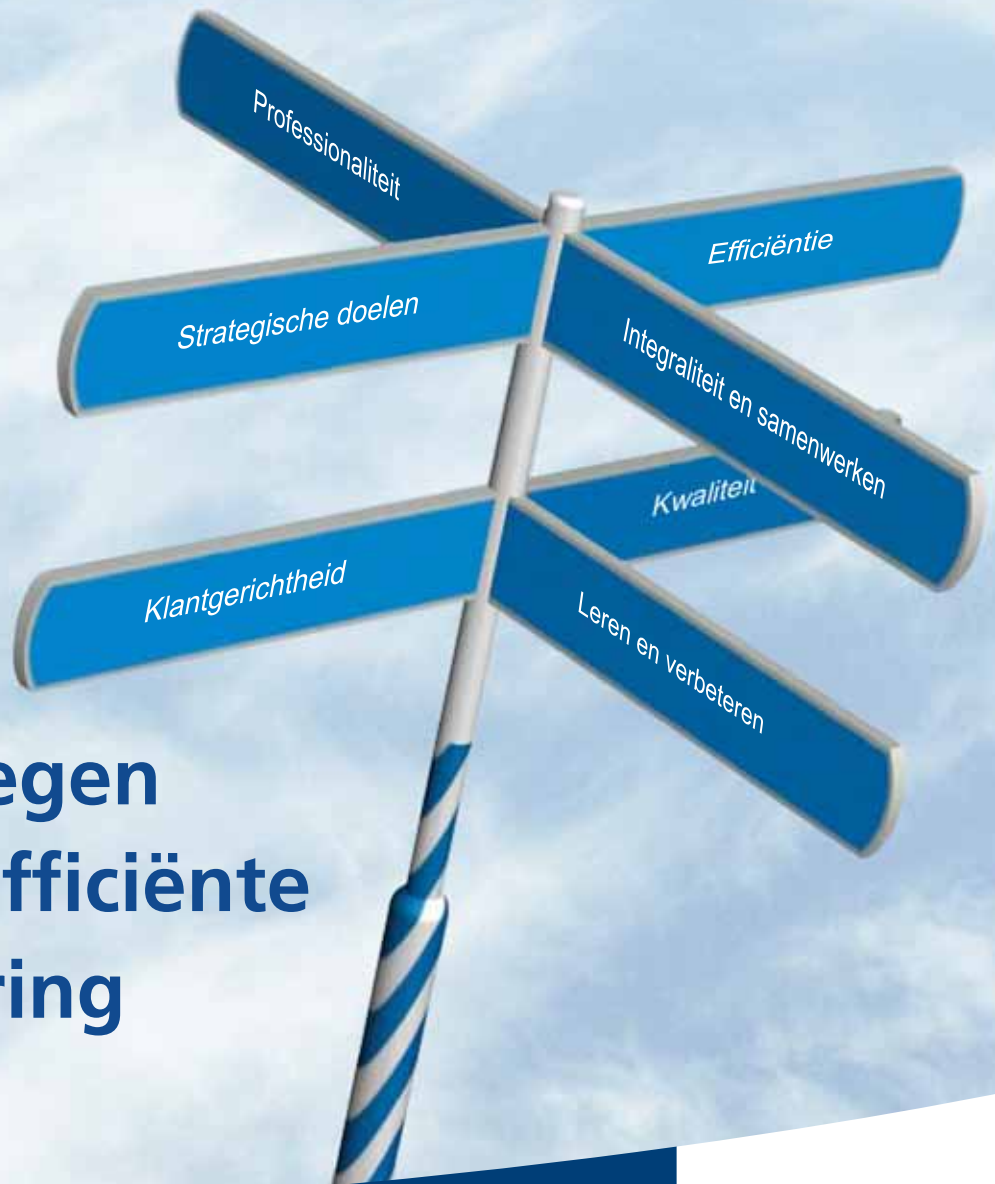 Professionaliteit
Efficiëntie
Strategische doelen
Integraliteit en samenwerken
Kwaliteit
Klantgerichtheid
Leren en verbeteren
egen
fficiënte
ring